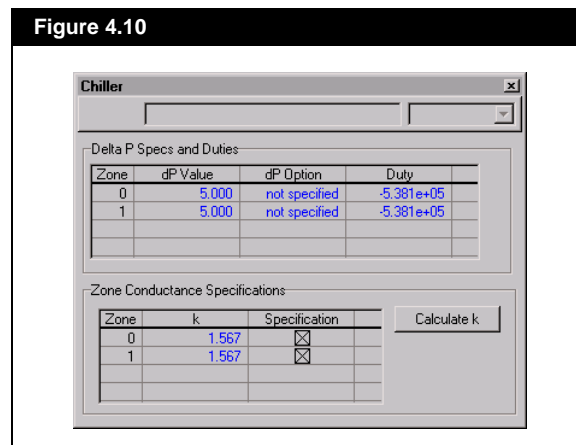 Figure 4.10
Chiller
Delta P Specs and Duties
Zone dP Value dP Option Duty
0 5.000 not specified -5.381e+05
1 5.000 not specified -5.381e+05
Zone Conductance Specifications
Zone k Specification
0 1.567
1 1.567
Calculate k